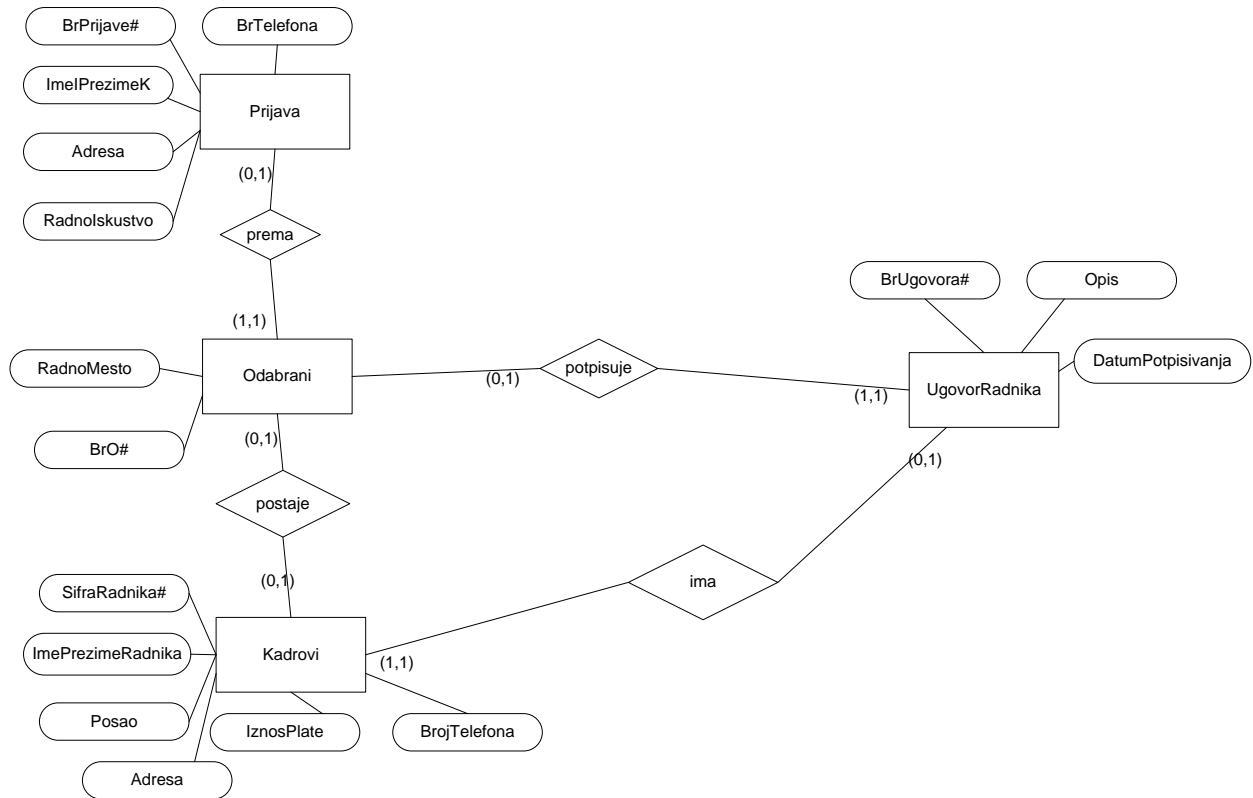 BrPrijave#
BrTelefona
ImeIPrezimeK
Prijava
Adresa
(0,1)
RadnoIskustvo
prema
BrUgovora#
Opis
(1,1)
RadnoMesto
Odabrani
(0,1)
potpisuje
(1,1)
UgovorRadnika
DatumPotpisivanja
BrO#
(0,1)
(0,1)
postaje
(0,1)
ima
SifraRadnika#
ImePrezimeRadnika
Kadrovi
(1,1)
Posao
IznosPlate
BrojTelefona
Adresa